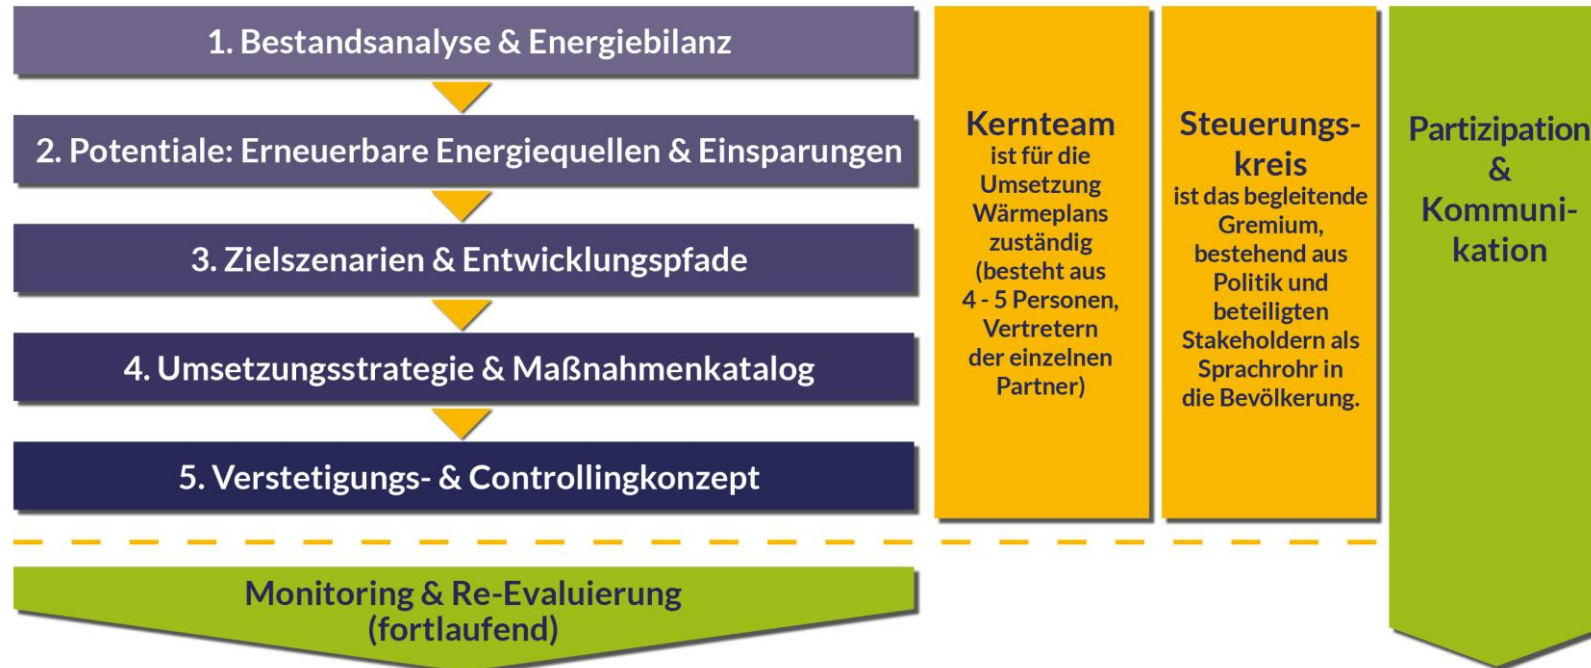 1. Bestandsanalyse & Energiebilanz
2. Potentiale: Erneuerbare Energiequellen & Einsparungen
3. Zielszenarien & Entwicklungspfade
4. Umsetzungsstrategie & Maßnahmenkatalog
5. Verstetigungs- & Controllingkonzept
Monitoring & Re-Evaluierung
(fortlaufend)
Kernteam
ist für die
Umsetzung
Wärmeplans
zuständig
(besteht aus
4 - 5 Personen,
Vertretern
der einzelnen
Partner)
Steuerungs-
kreis
ist das begleitende
Gremium,
bestehend aus
Politik und
beteiligten
Stakeholdern als
Sprachrohr in
die Bevölkerung.
Partizipation
&
Kommuni-
kation